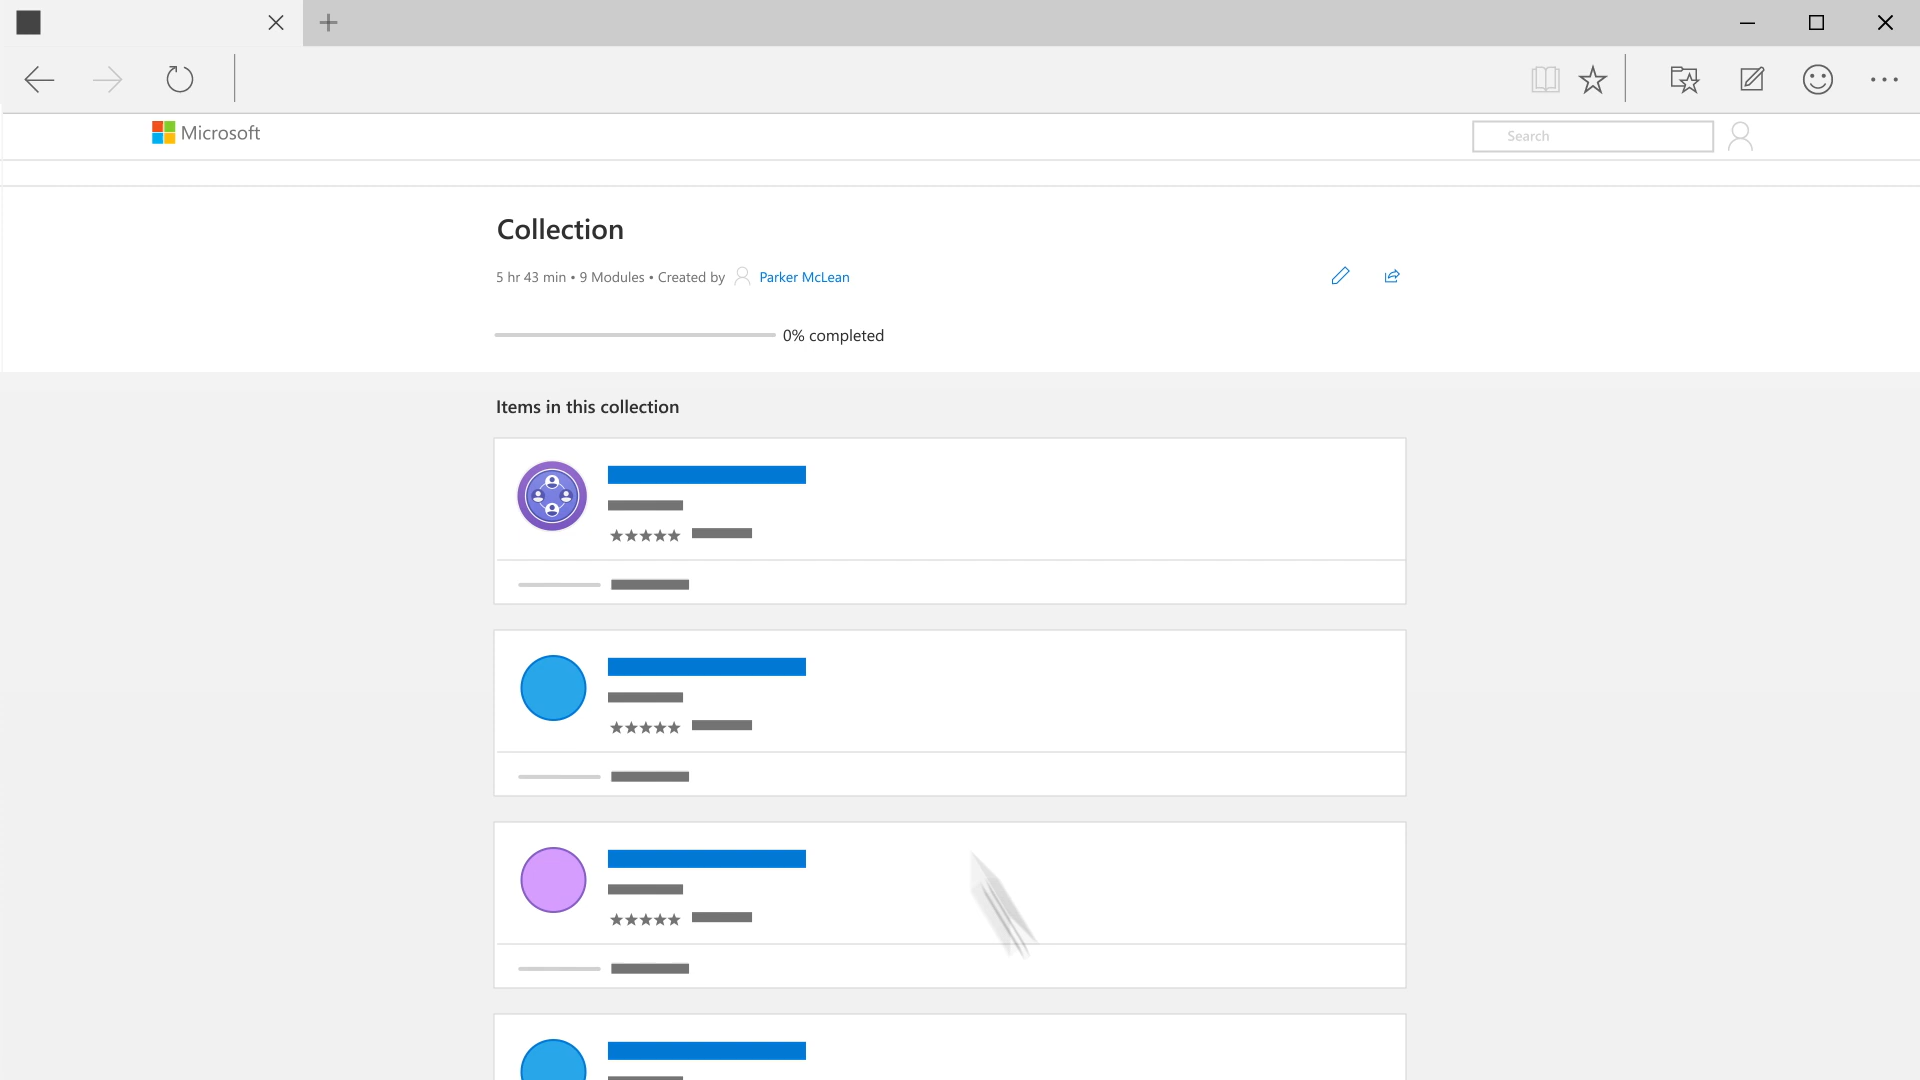 Microsoft
Search
Collection
5 hr 43 min • 9 Modules • Created by Parker McLean
0% completed
Items in this collection